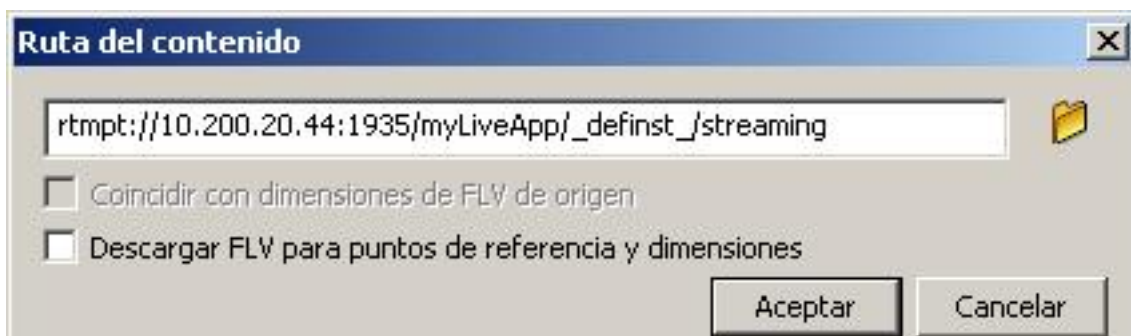 Ruta del contenido
rtmpt://10.200.20.44:1935/myLiveApp/_definst_/streaming
Coincidir con dimensiones de FLV de origen
Descargar FLV para puntos de referencia y dimensiones
Aceptar Cancelar